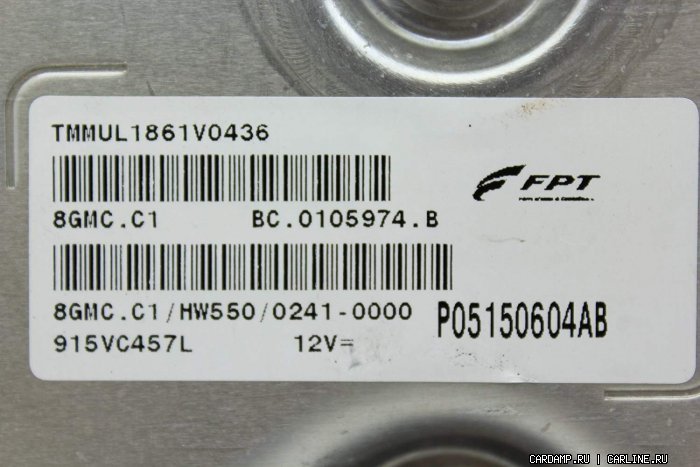 TMMUL1861V0436
FPT
8GMC.C1 BC.0105974.B
8GMC.C1/HW550/0241-0000
P05150604AB
915VC457L 12V=
CARDAMP.RU | CARLINE.RU